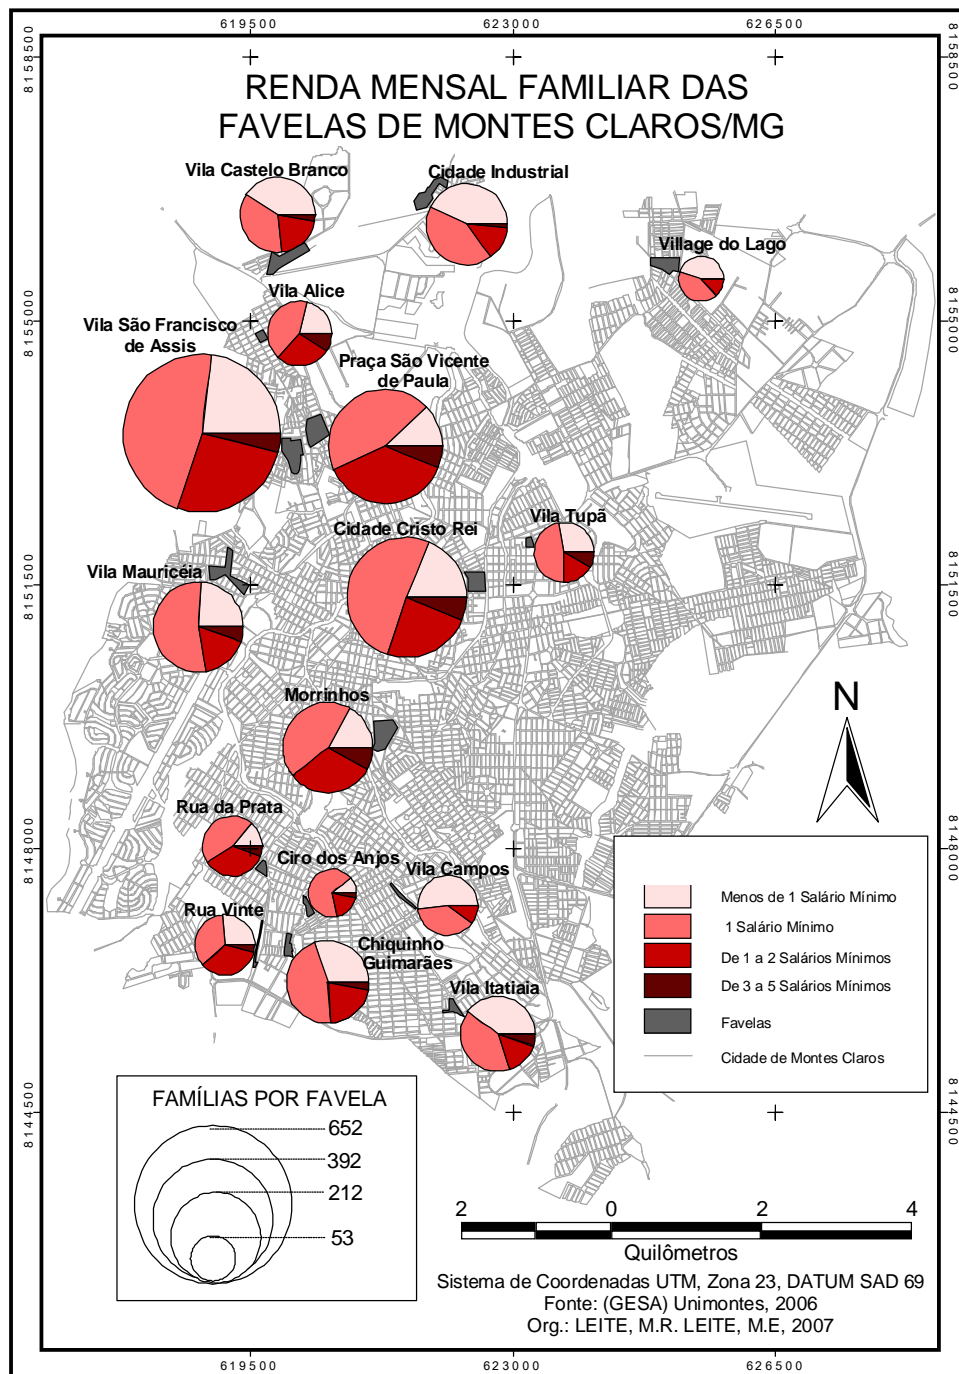 619500
623000
626500
8158500
8158500
RENDA MENSAL FAMILIAR DAS
FAVELAS DE MONTES CLAROS/MG
Vila Castelo Branco
Cidade Industrial
Village do Lago
Vila Alice
8155000
8155000
Vila São Francisco
de Assis
Praça São Vicente
de Paula
Cidade Cristo Rei
Vila Tupã
Vila Mauricéia
8151500
8151500
Morrinhos
N
Rua da Prata
8148000
8148000
Ciro dos Anjos
Vila Campos
Rua Vinte
Chiquinho
Guimarães
Vila Itatiaia
Menos de 1 Salário Mínimo
1 Salário Mínimo
De 1 a 2 Salários Mínimos
De 3 a 5 Salários Mínimos
Favelas
Cidade de Montes Claros
8144500
8144500
FAMÍLIAS POR FAVELA
652
392
212
53
2 0 2 4
Quilômetros
Sistema de Coordenadas UTM, Zona 23, DATUM SAD 69
Fonte: (GESA) Unimontes, 2006
Org.: LEITE, M.R. LEITE, M.E, 2007
619500
623000
626500